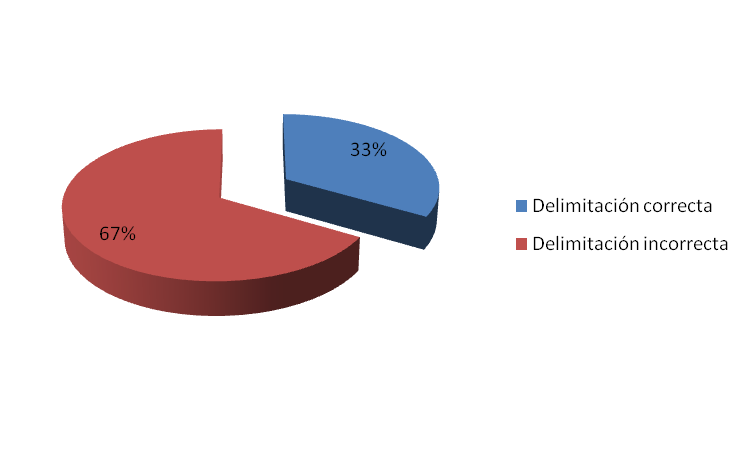 33%
67%
Delimitación correcta
Delimitación incorrecta